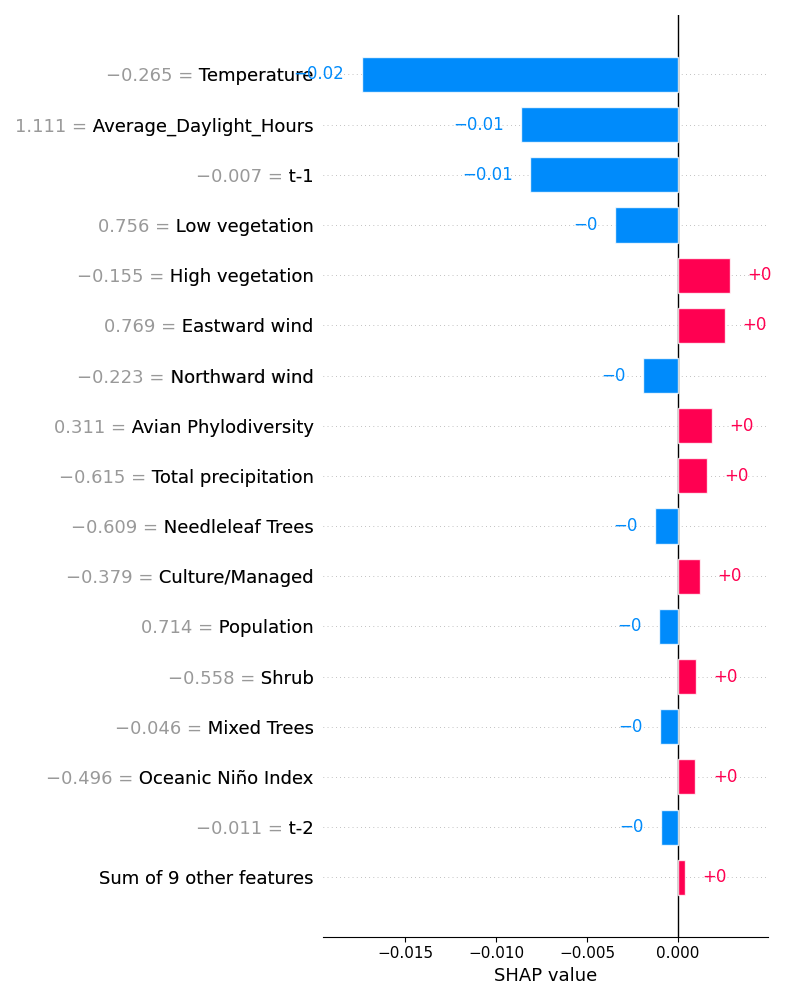 −0.265 = Temperature −0.02
1.111 = Average_Daylight_Hours −0.01
−0.007 = t-1 −0.01
0.756 = Low vegetation −0
−0.155 = High vegetation +0
0.769 = Eastward wind +0
−0.223 = Northward wind −0
0.311 = Avian Phylodiversity +0
−0.615 = Total precipitation +0
−0.609 = Needleleaf Trees −0
−0.379 = Culture/Managed +0
0.714 = Population −0
−0.558 = Shrub +0
−0.046 = Mixed Trees −0
−0.496 = Oceanic Niño Index +0
−0.011 = t-2 −0
Sum of 9 other features +0
−0.015 −0.010 −0.005 0.000
SHAP value